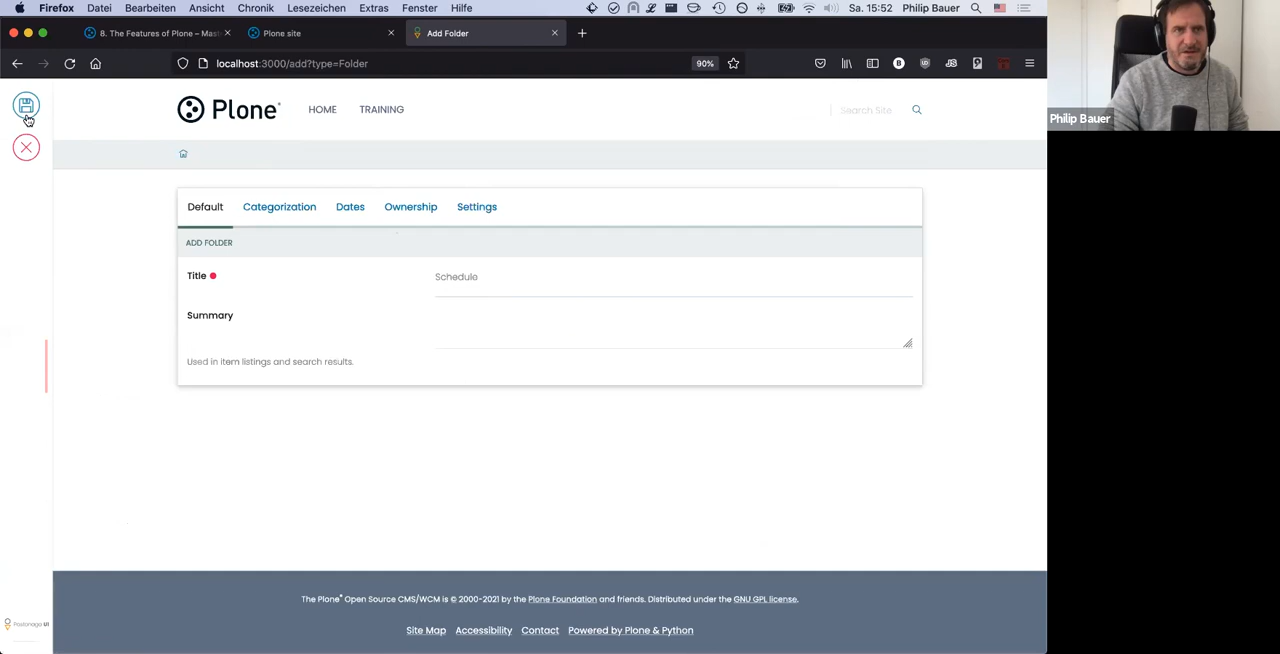 Firefox Datei Bearbeiten Ansicht Chronik Lesezeichen Extras Fenster Hilfe Sa. 15:52 Philip Bauer
8. The Features of Plone – Mast Plone site Add Folder
localhost:3000/add?type=Folder 90%
Philip Bauer
Plone HOME TRAINING Search Site
Default Categorization Dates Ownership Settings
ADD FOLDER
Title Schedule
Summary
Used in item listings and search results.
The Plone® Open Source CMS/WCM is © 2000-2021 by the Plone Foundation and friends. Distributed under the GNU GPL license.
Pastanaga UI
Site Map Accessibility Contact Powered by Plone & Python